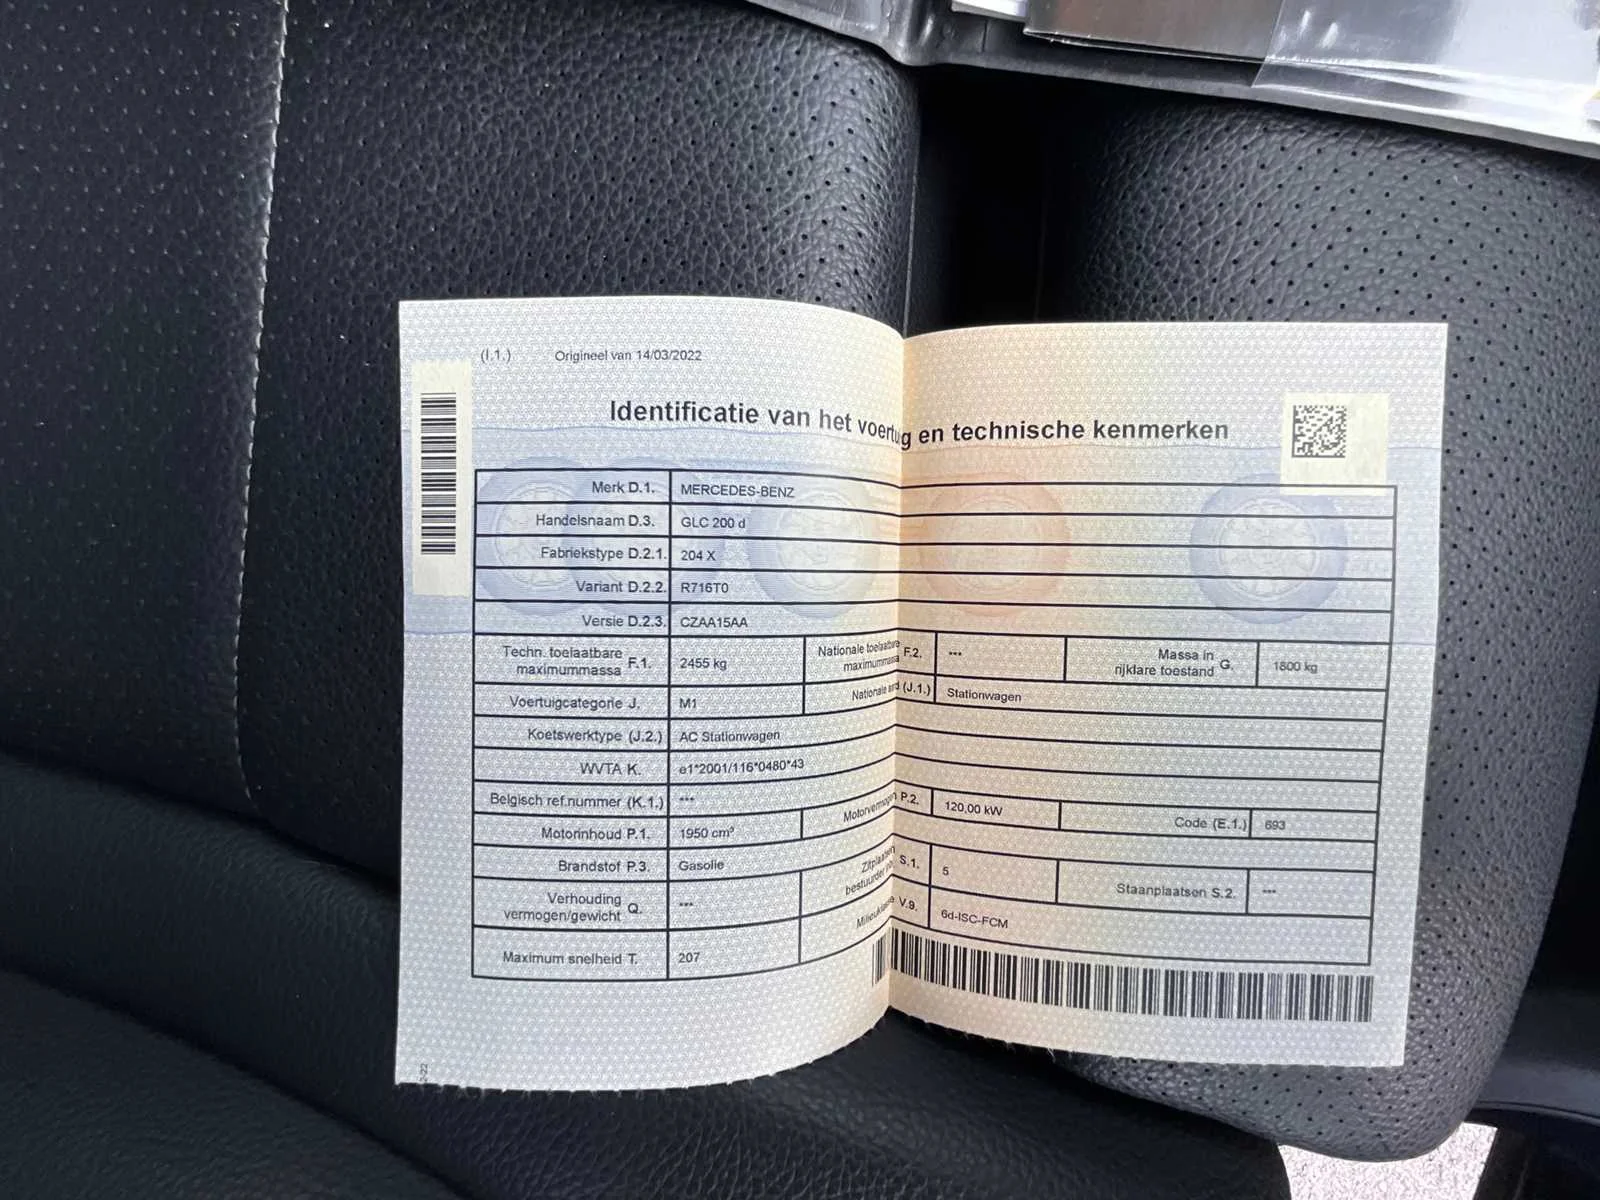 (I.1.) Origineel van 14/03/2022
Identificatie van het voertuig en technische kenmerken
Merk D.1. MERCEDES-BENZ
Handelsnaam D.3. GLC 200 d
Fabriekstype D.2.1. 204 X
Variant D.2.2. R716T0
Versie D.2.3. CZAA15AA
Techn. toelaatbare maximummassa F.1. 2455 kg Nationale toelaatbare maximummassa F.2. --- Massa in rijklare toestand G. 1800 kg
Voertuigcategorie J. M1 Nationale aard (J.1.) Stationwagen
Koetswerktype (J.2.) AC Stationwagen
WVTA K. e1*2001/116*0480*43
Belgisch ref.nummer (K.1.) ---
Motorinhoud P.1. 1950 cm³ Motorvermogen P.2. 120,00 kW Code (E.1.) 693
Brandstof P.3. Gasolie
Verhouding vermogen/gewicht Q. --- S.1. 5 Staanplaatsen S.2. ---
Maximum snelheid T. 207 V.9. 6d-ISC-FCM